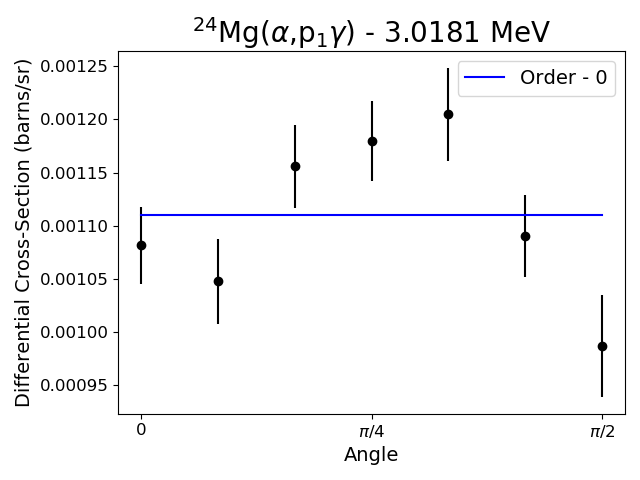 ²⁴Mg(α,p₁γ) - 3.0181 MeV
Order - 0
Differential Cross-Section (barns/sr)
0.00125
0.00120
0.00115
0.00110
0.00105
0.00100
0.00095
0 π/4 π/2
Angle